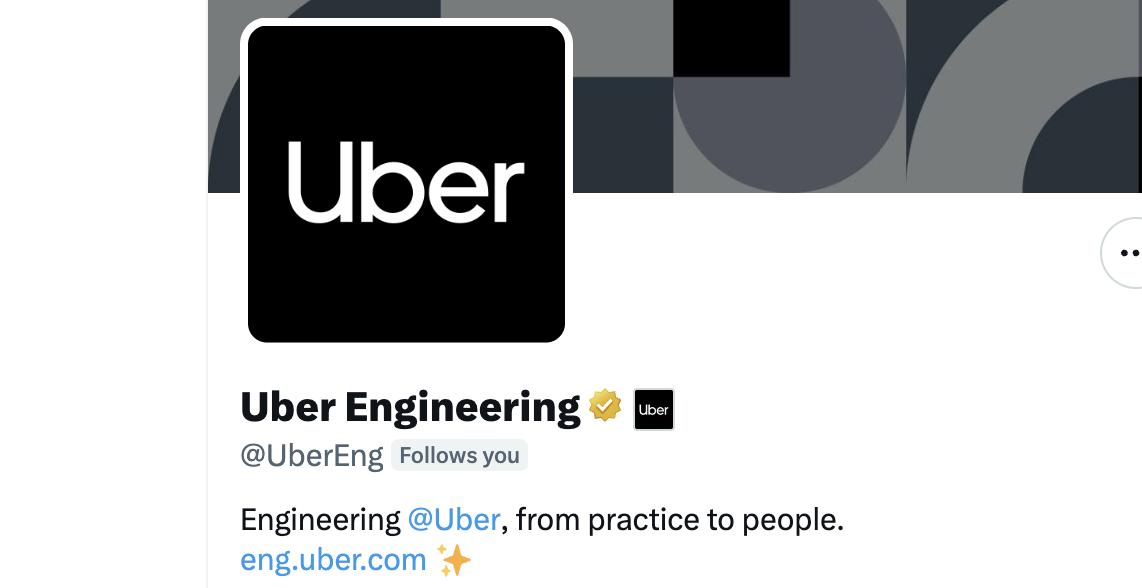 Uber
Uber Engineering Uber
@UberEng Follows you
Engineering @Uber, from practice to people.
eng.uber.com ✨